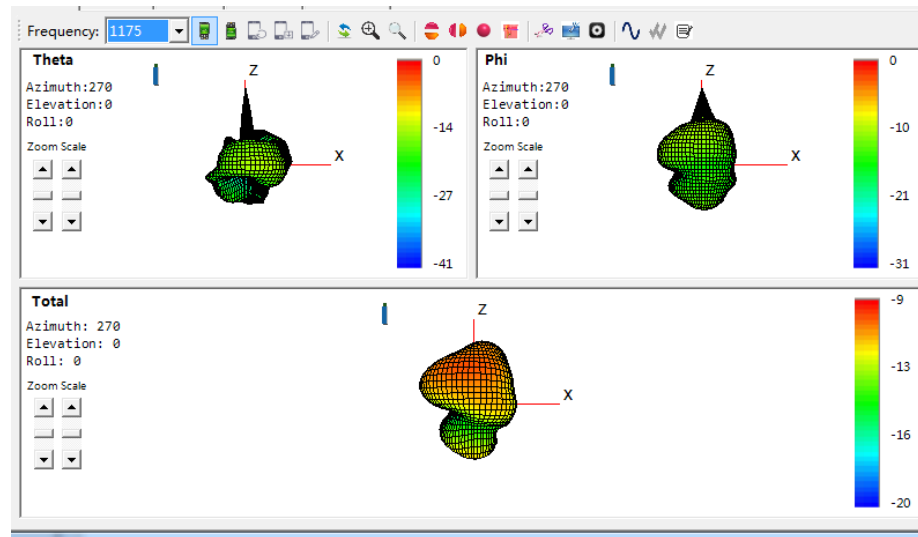 Frequency: 1175
Theta
Azimuth:270
Elevation:0
Roll:0
Zoom Scale
Z
X
0
-14
-27
-41
Phi
Azimuth:270
Elevation:0
Roll:0
Zoom Scale
Z
X
0
-10
-21
-31
Total
Azimuth: 270
Elevation: 0
Roll: 0
Zoom Scale
Z
X
-9
-13
-16
-20